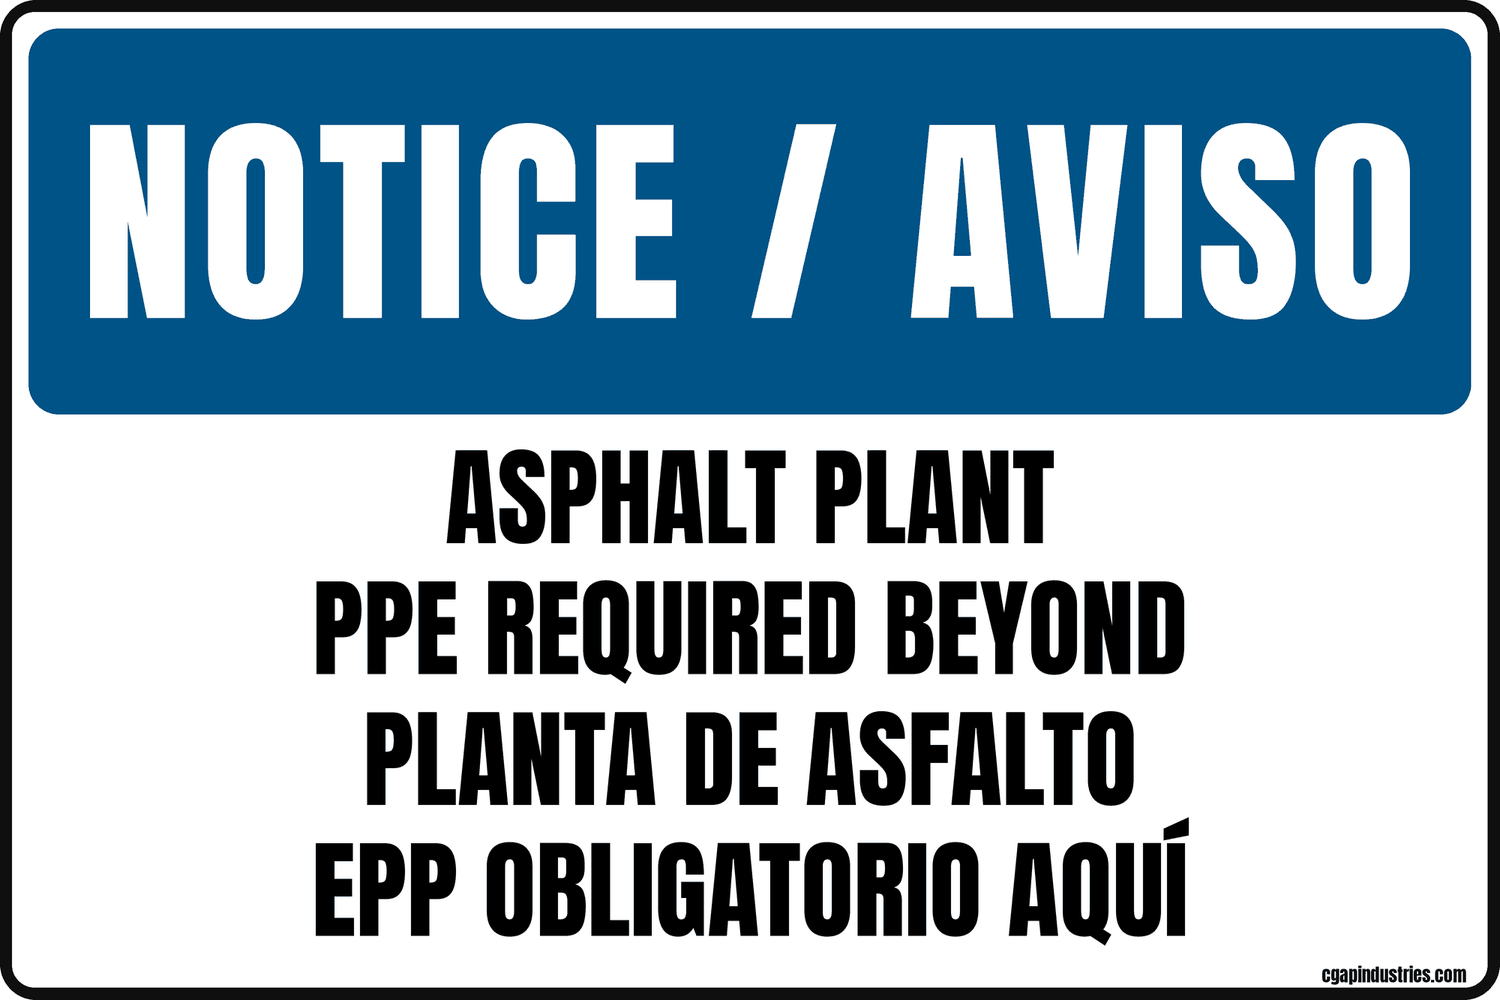 NOTICE / AVISO
ASPHALT PLANT
PPE REQUIRED BEYOND
PLANTA DE ASFALTO
EPP OBLIGATORIO AQUÍ
cgapindustries.com